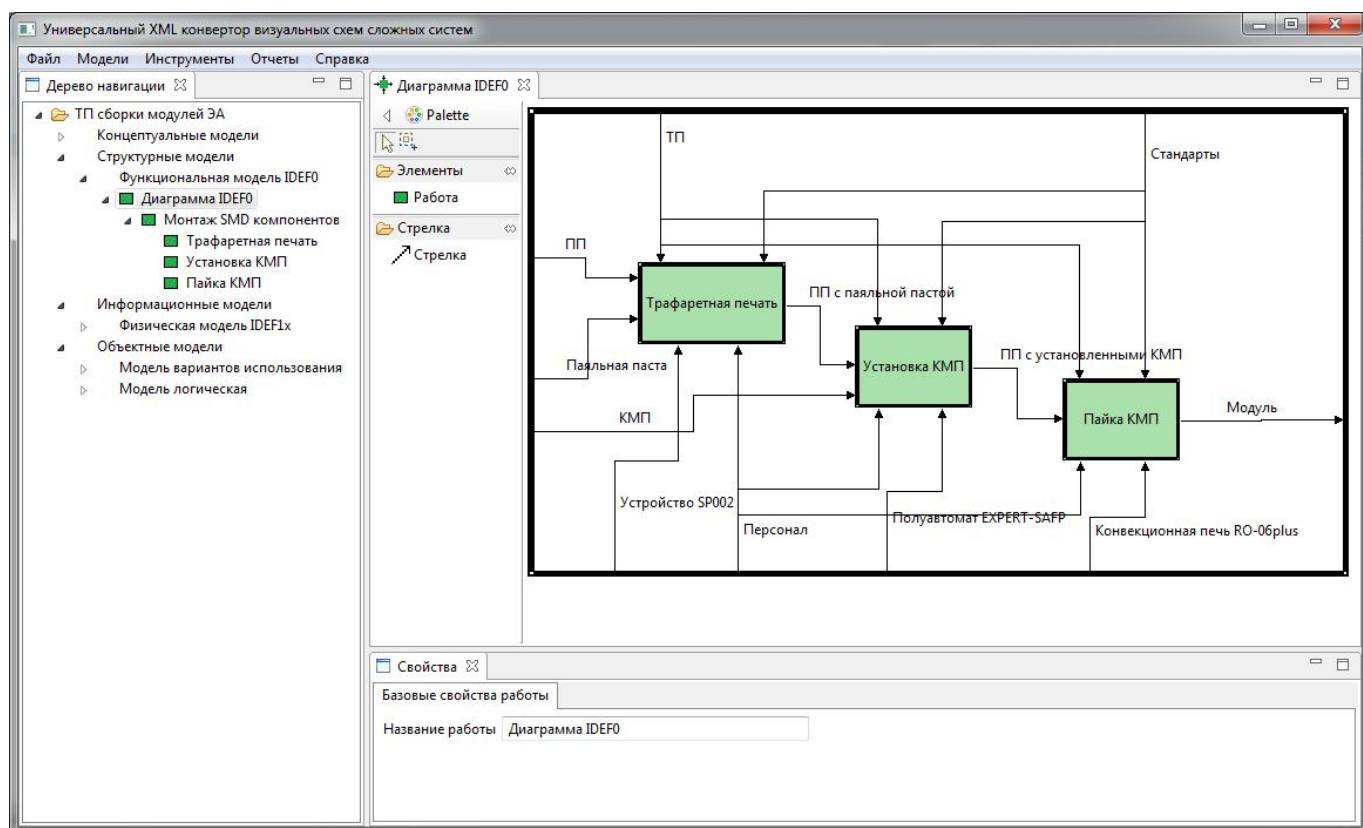 Универсальный XML конвертор визуальных схем сложных систем
Файл Модели Инструменты Отчеты Справка
Дерево навигации
ТП сборки модулей ЭА
Концептуальные модели
Структурные модели
Функциональная модель IDEF0
Диаграмма IDEF0
Монтаж SMD компонентов
Трафаретная печать
Установка КМП
Пайка КМП
Информационные модели
Физическая модель IDEF1x
Объектные модели
Модель вариантов использования
Модель логическая
Диаграмма IDEF0
Palette
Элементы
Работа
Стрелка
Стрелка
ТП
Стандарты
ПП
Трафаретная печать
ПП с паяльной пастой
Паяльная паста
Установка КМП
ПП с установленными КМП
КМП
Пайка КМП
Модуль
Устройство SP002
Персонал
Полуавтомат EXPERT-SAFP
Конвекционная печь RO-06plus
Свойства
Базовые свойства работы
Название работы Диаграмма IDEF0